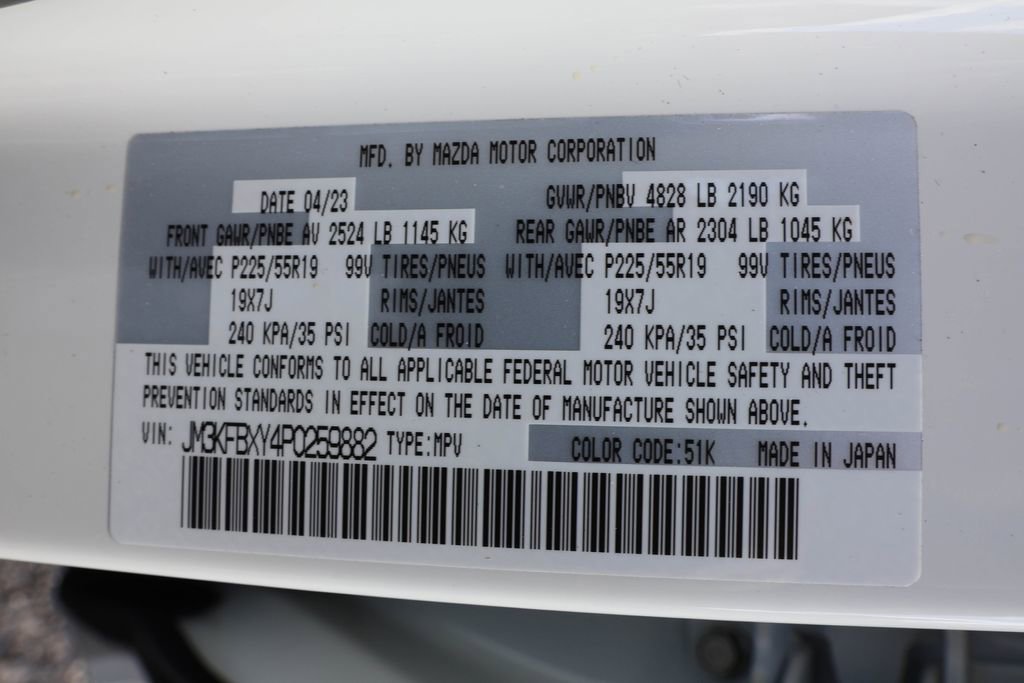 MFD. BY MAZDA MOTOR CORPORATION
DATE 04/23 GVWR/PNBV 4828 LB 2190 KG
FRONT GAWR/PNBE AV 2524 LB 1145 KG REAR GAWR/PNBE AR 2304 LB 1045 KG
WITH/AVEC P225/55R19 99V TIRES/PNEUS WITH/AVEC P225/55R19 99V TIRES/PNEUS
19X7J RIMS/JANTES 19X7J RIMS/JANTES
240 KPA/35 PSI COLD/A FROID 240 KPA/35 PSI COLD/A FROID
THIS VEHICLE CONFORMS TO ALL APPLICABLE FEDERAL MOTOR VEHICLE SAFETY AND THEFT
PREVENTION STANDARDS IN EFFECT ON THE DATE OF MANUFACTURE SHOWN ABOVE.
VIN: JM3KFBXY4P0259882 TYPE:MPV COLOR CODE:51K MADE IN JAPAN